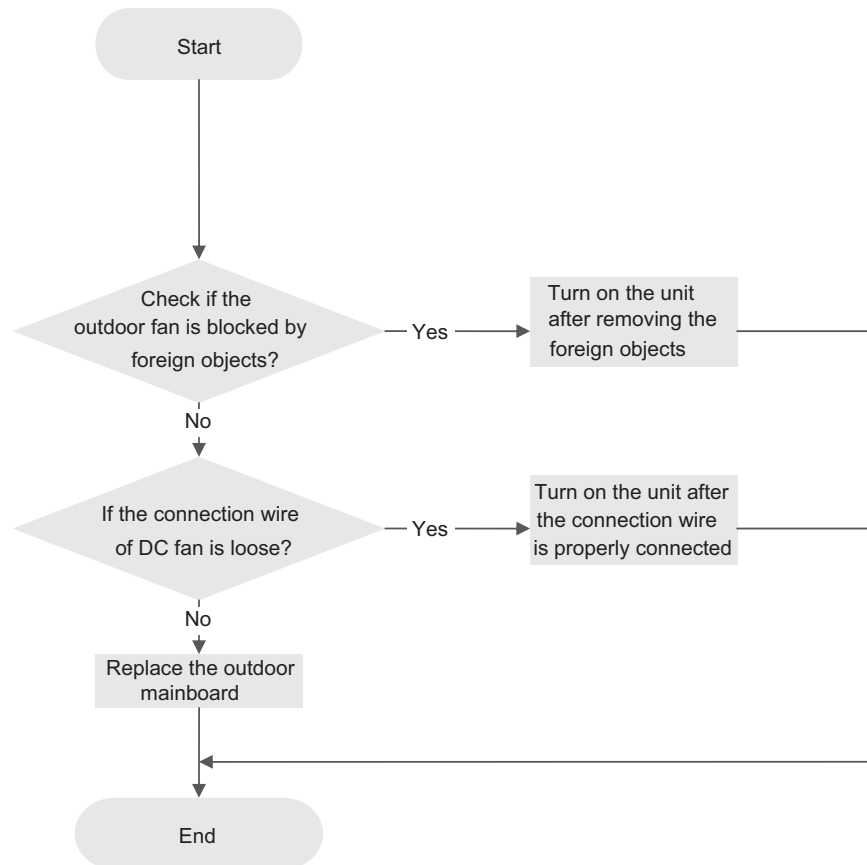 Start
Check if the
outdoor fan is blocked by
foreign objects?
Yes
Turn on the unit
after removing the
foreign objects
No
If the connection wire
of DC fan is loose?
Yes
Turn on the unit after
the connection wire
is properly connected
No
Replace the outdoor
mainboard
End